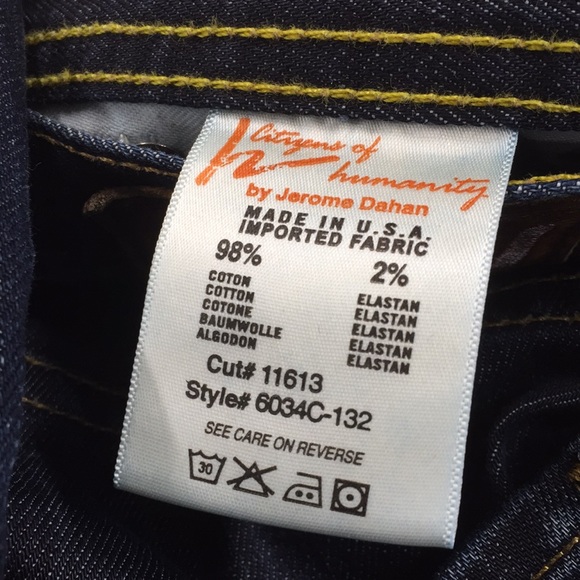 Citizens of
humanity
by Jerome Dahan
MADE IN U.S.A.
IMPORTED FABRIC
98% 2%
COTON ELASTAN
COTTON ELASTAN
COTONE ELASTAN
BAUMWOLLE ELASTAN
ALGODON ELASTAN
Cut# 11613
Style# 6034C-132
SEE CARE ON REVERSE
30